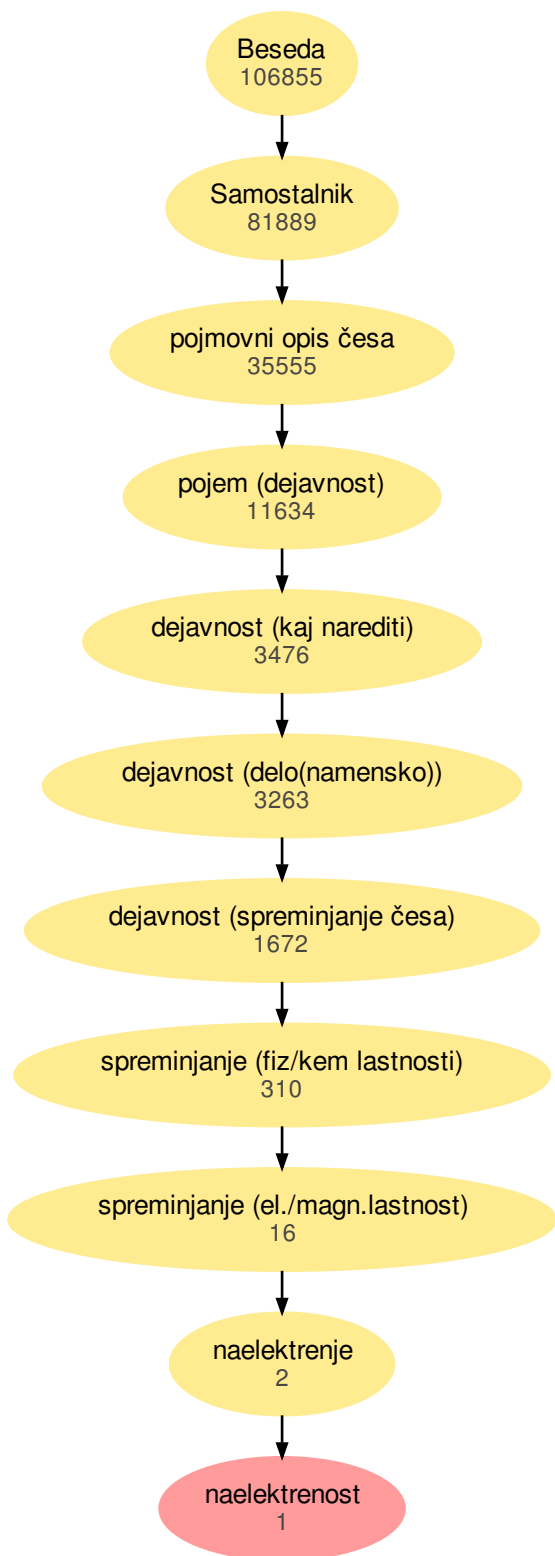 Beseda
106855
Samostalnik
81889
pojmovni opis česa
35555
pojem (dejavnost)
11634
dejavnost (kaj narediti)
3476
dejavnost (delo(namensko))
3263
dejavnost (spreminjanje česa)
1672
spreminjanje (fiz/kem lastnosti)
310
spreminjanje (el./magn.lastnost)
16
naelektrenje
2
naelektrenost
1